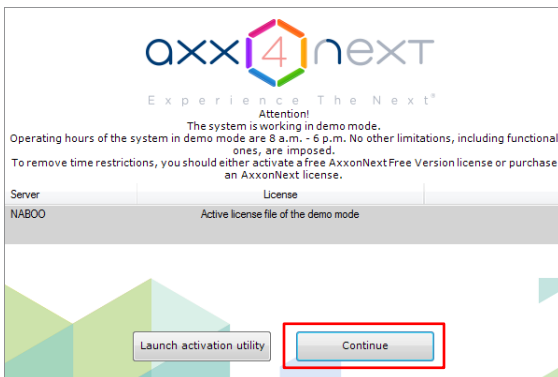 axx4next
Experience The Next®
Attention!
The system is working in demo mode.
Operating hours of the system in demo mode are 8 a.m. - 6 p.m. No other limitations, including functional
ones, are imposed.
To remove time restrictions, you should either activate a free AxxonNext Free Version license or purchase
an AxxonNext license.
Server License
NABOO Active license file of the demo mode
Launch activation utility Continue